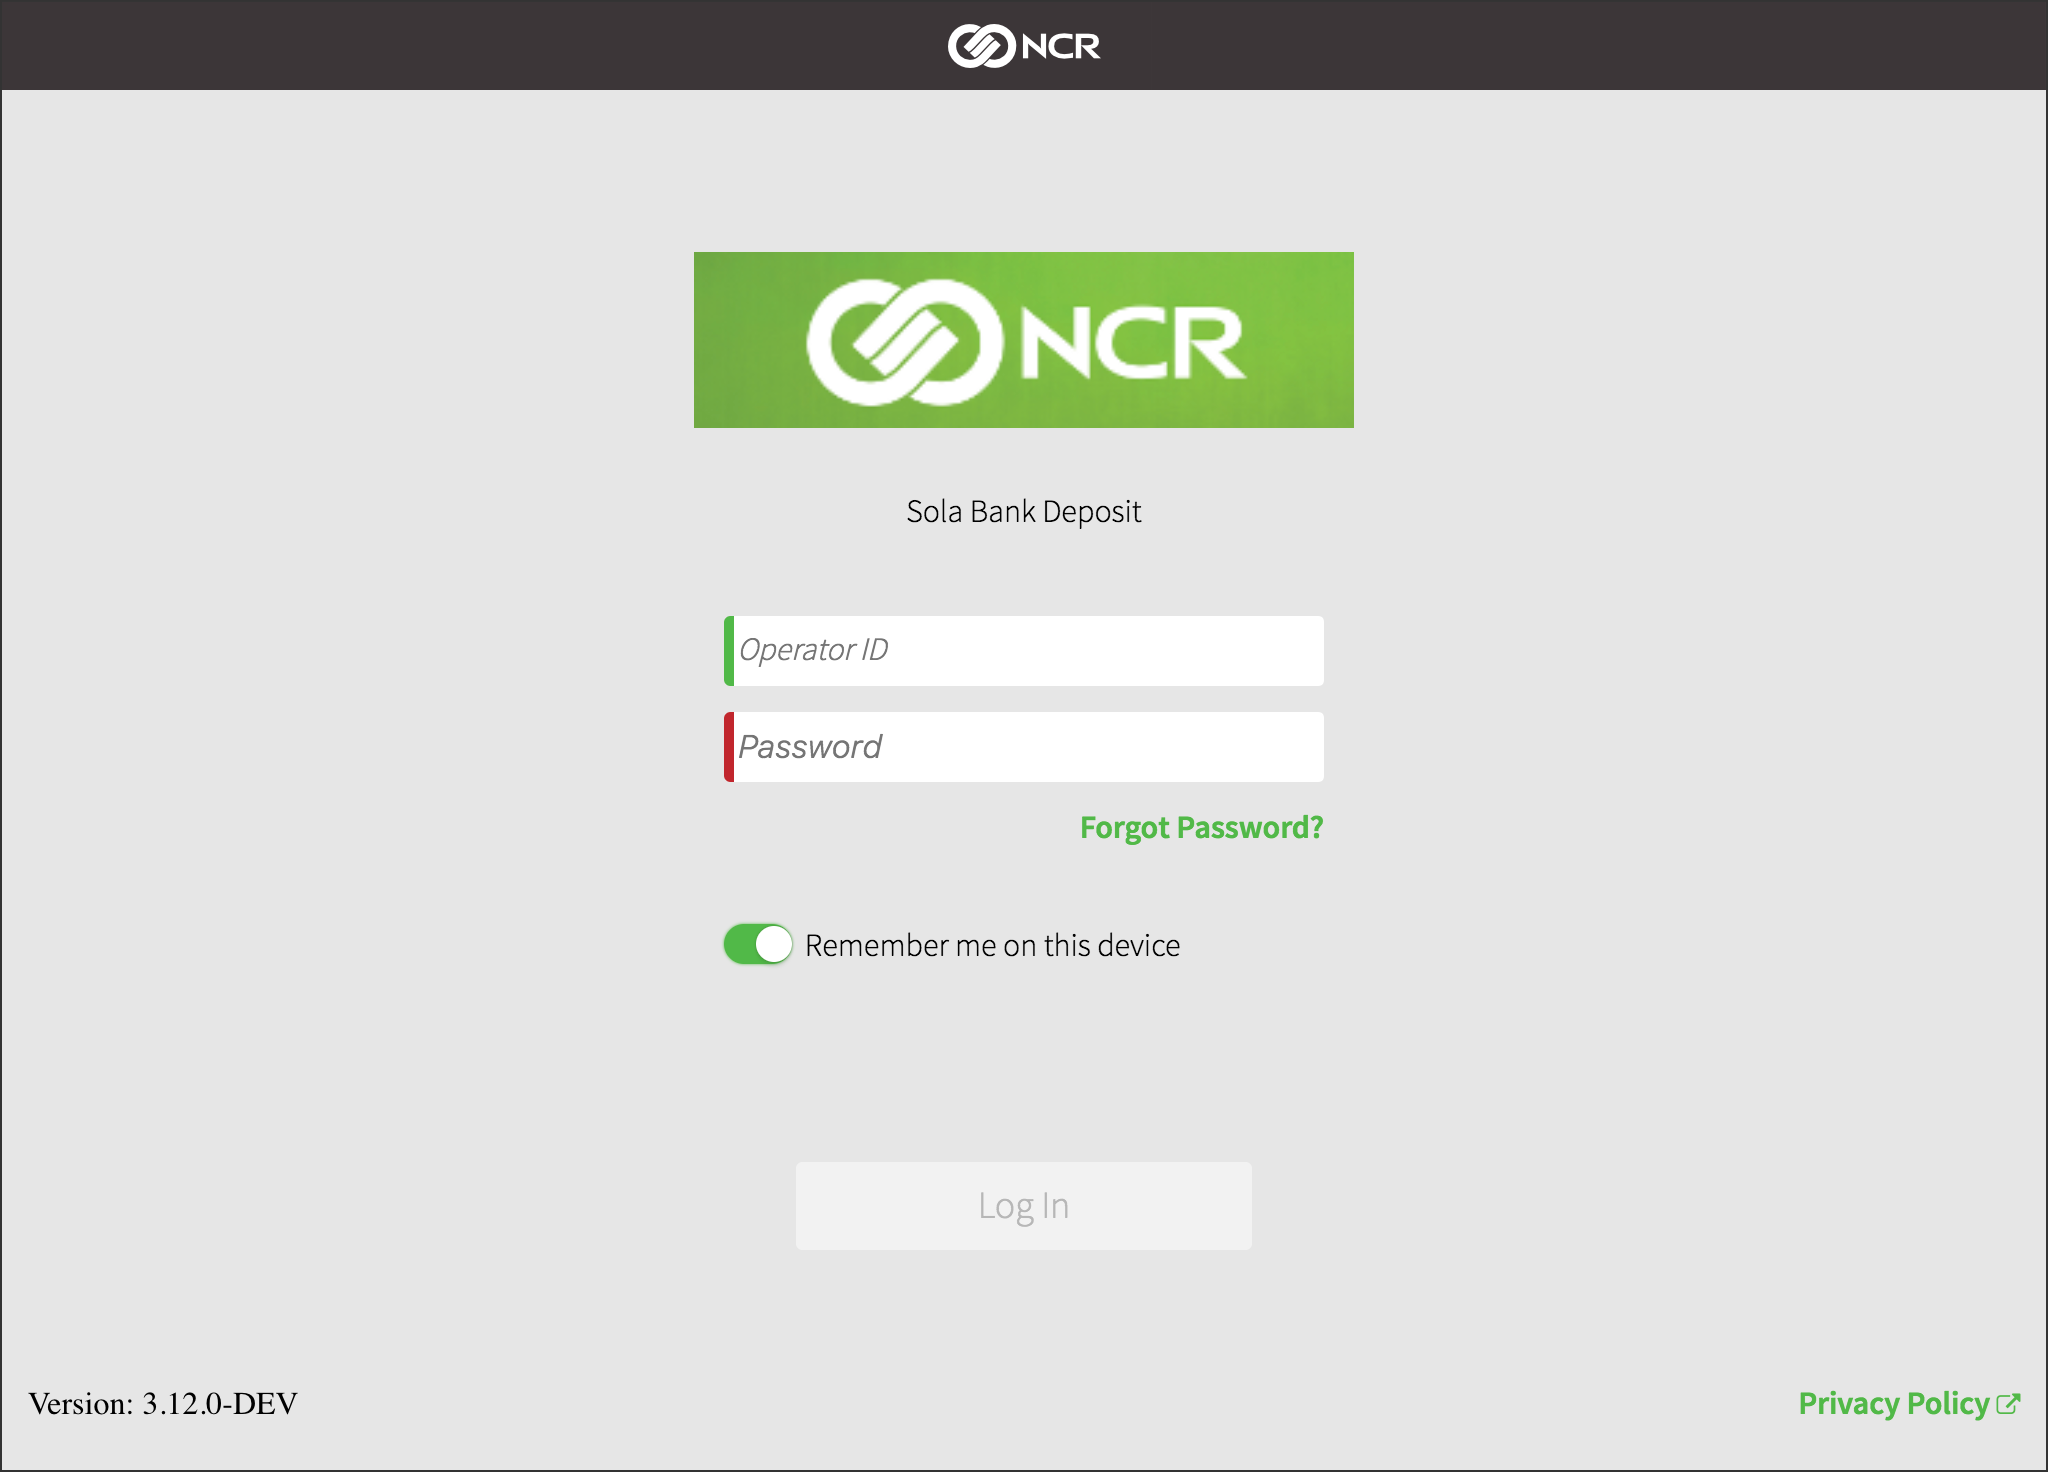 NCR
NCR
Sola Bank Deposit
Operator ID
Password
Forgot Password?
Remember me on this device
Log In
Version: 3.12.0-DEV
Privacy Policy